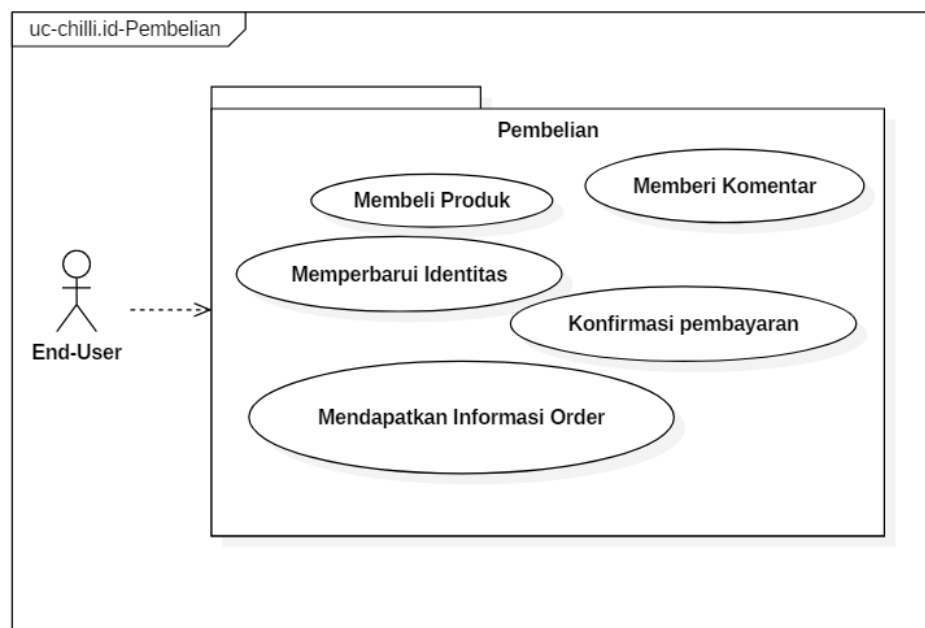 uc-chilli.id-Pembelian
Pembelian
Memberi Komentar
Membeli Produk
Memperbarui Identitas
Konfirmasi pembayaran
End-User
Mendapatkan Informasi Order